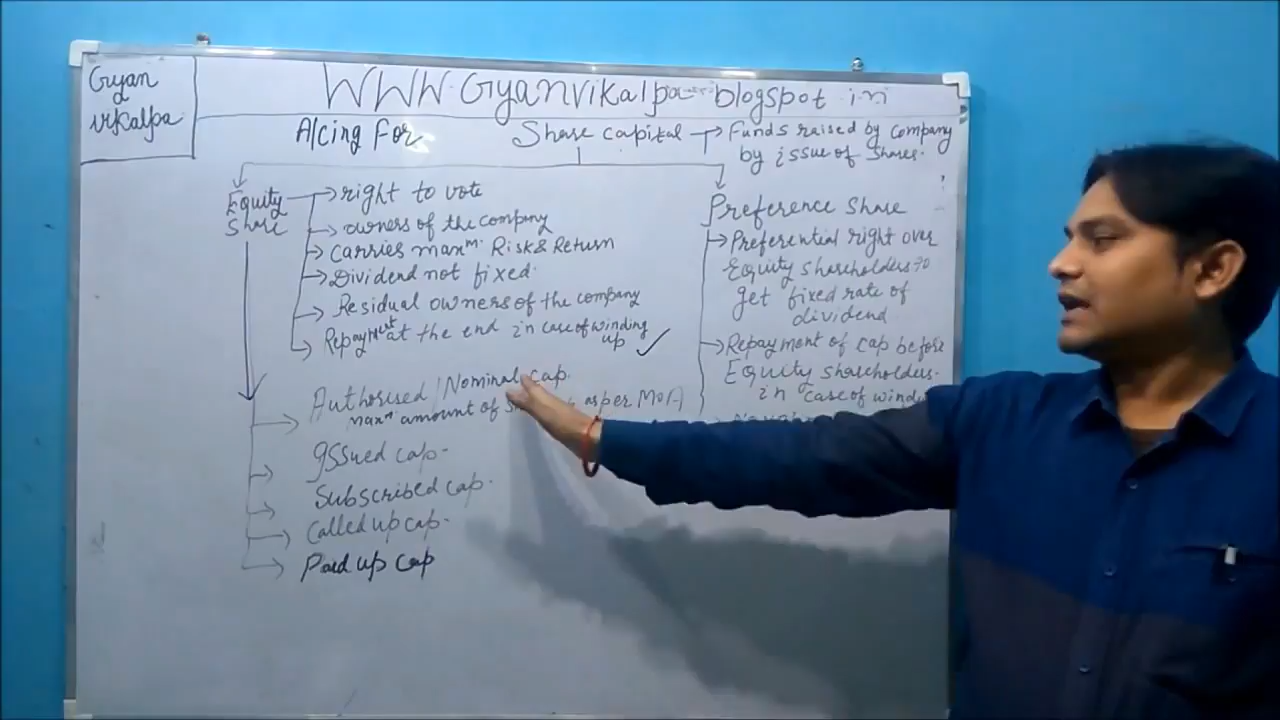 Gyan
vikalpa
WWW.Gyanvikalpa.blogspot.in
A/cing For
Share capital
Funds raised by company
by issue of shares.
Equity
Share
right to vote
owners of the company
Carries maxm. Risk & Return
Dividend not fixed.
Residual owners of the company
Repayment at the end in case of winding
up
Authorised / Nominal cap.
maxm amount of as per MOA
Issued cap.
Subscribed cap.
Called up cap.
Paid up cap
Preference Share
Preferential right over
Equity shareholders to
get fixed rate of
dividend
Repayment of cap before
Equity shareholders.
in case of